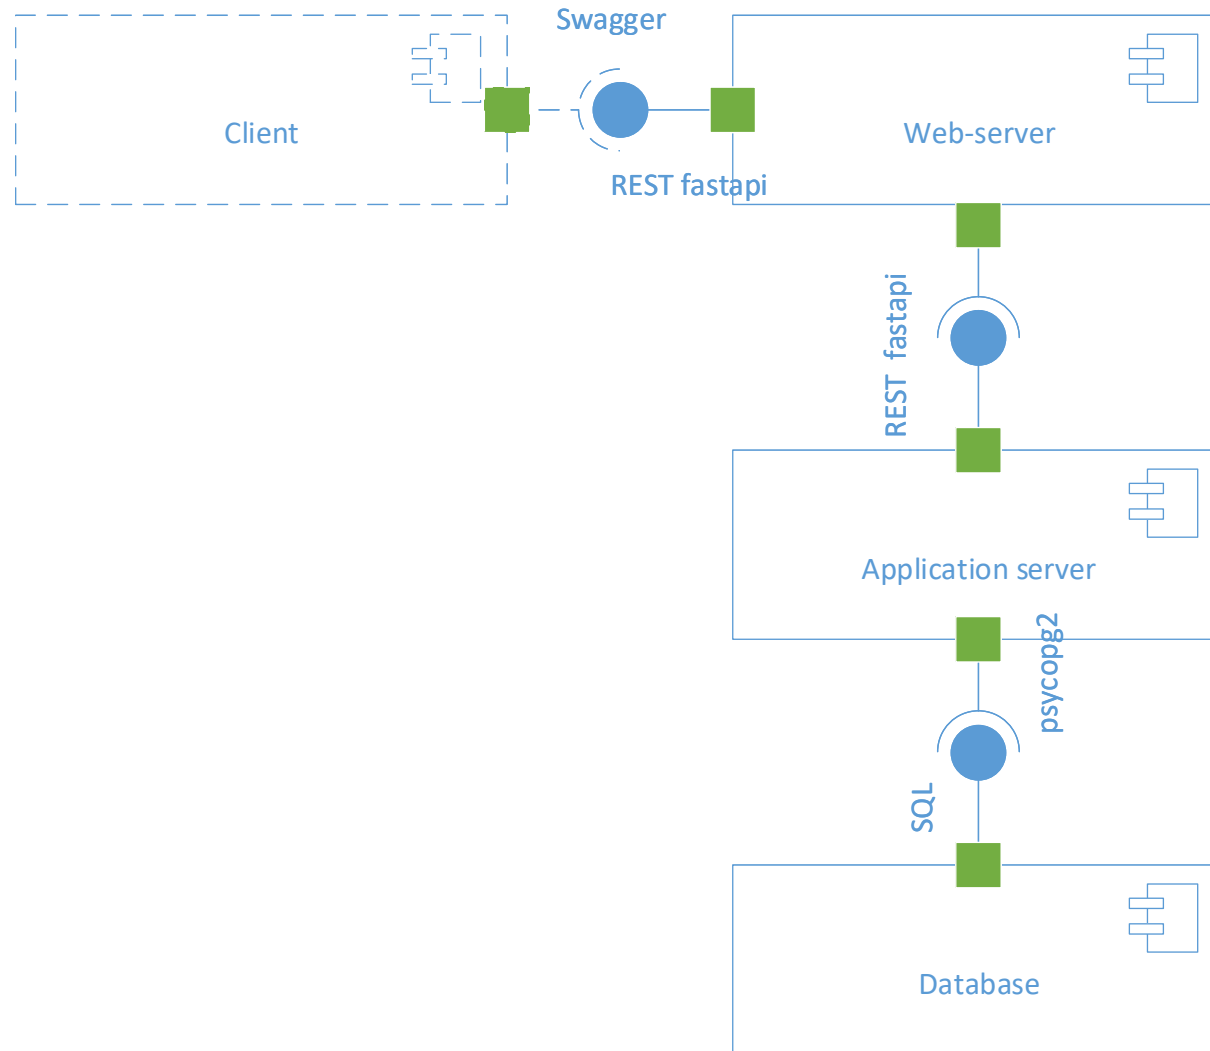 Swagger
Client
Web-server
REST fastapi
REST  fastapi
Application server
psycopg2
SQL
Database